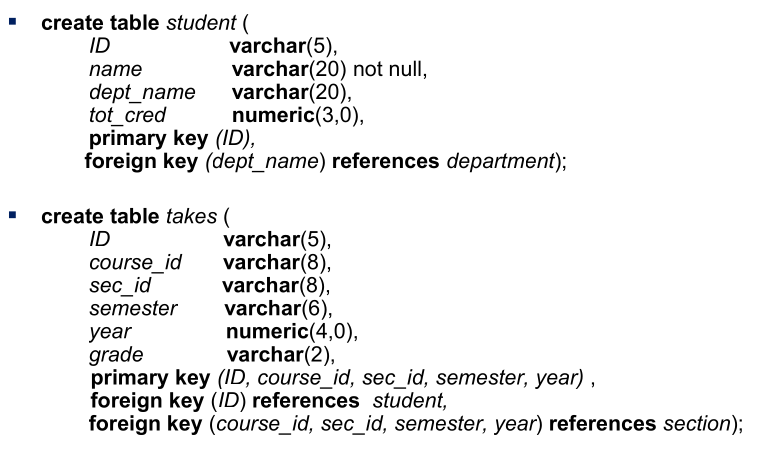 ▪ create table student (
ID varchar(5),
name varchar(20) not null,
dept_name varchar(20),
tot_cred numeric(3,0),
primary key (ID),
foreign key (dept_name) references department);
▪ create table takes (
ID varchar(5),
course_id varchar(8),
sec_id varchar(8),
semester varchar(6),
year numeric(4,0),
grade varchar(2),
primary key (ID, course_id, sec_id, semester, year) ,
foreign key (ID) references student,
foreign key (course_id, sec_id, semester, year) references section);